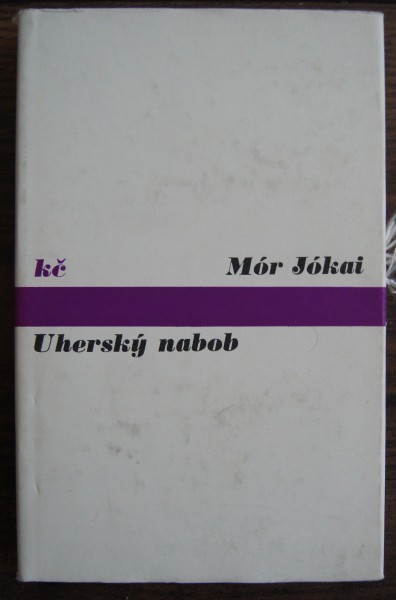 kč Mór Jókai
Uherský nabob